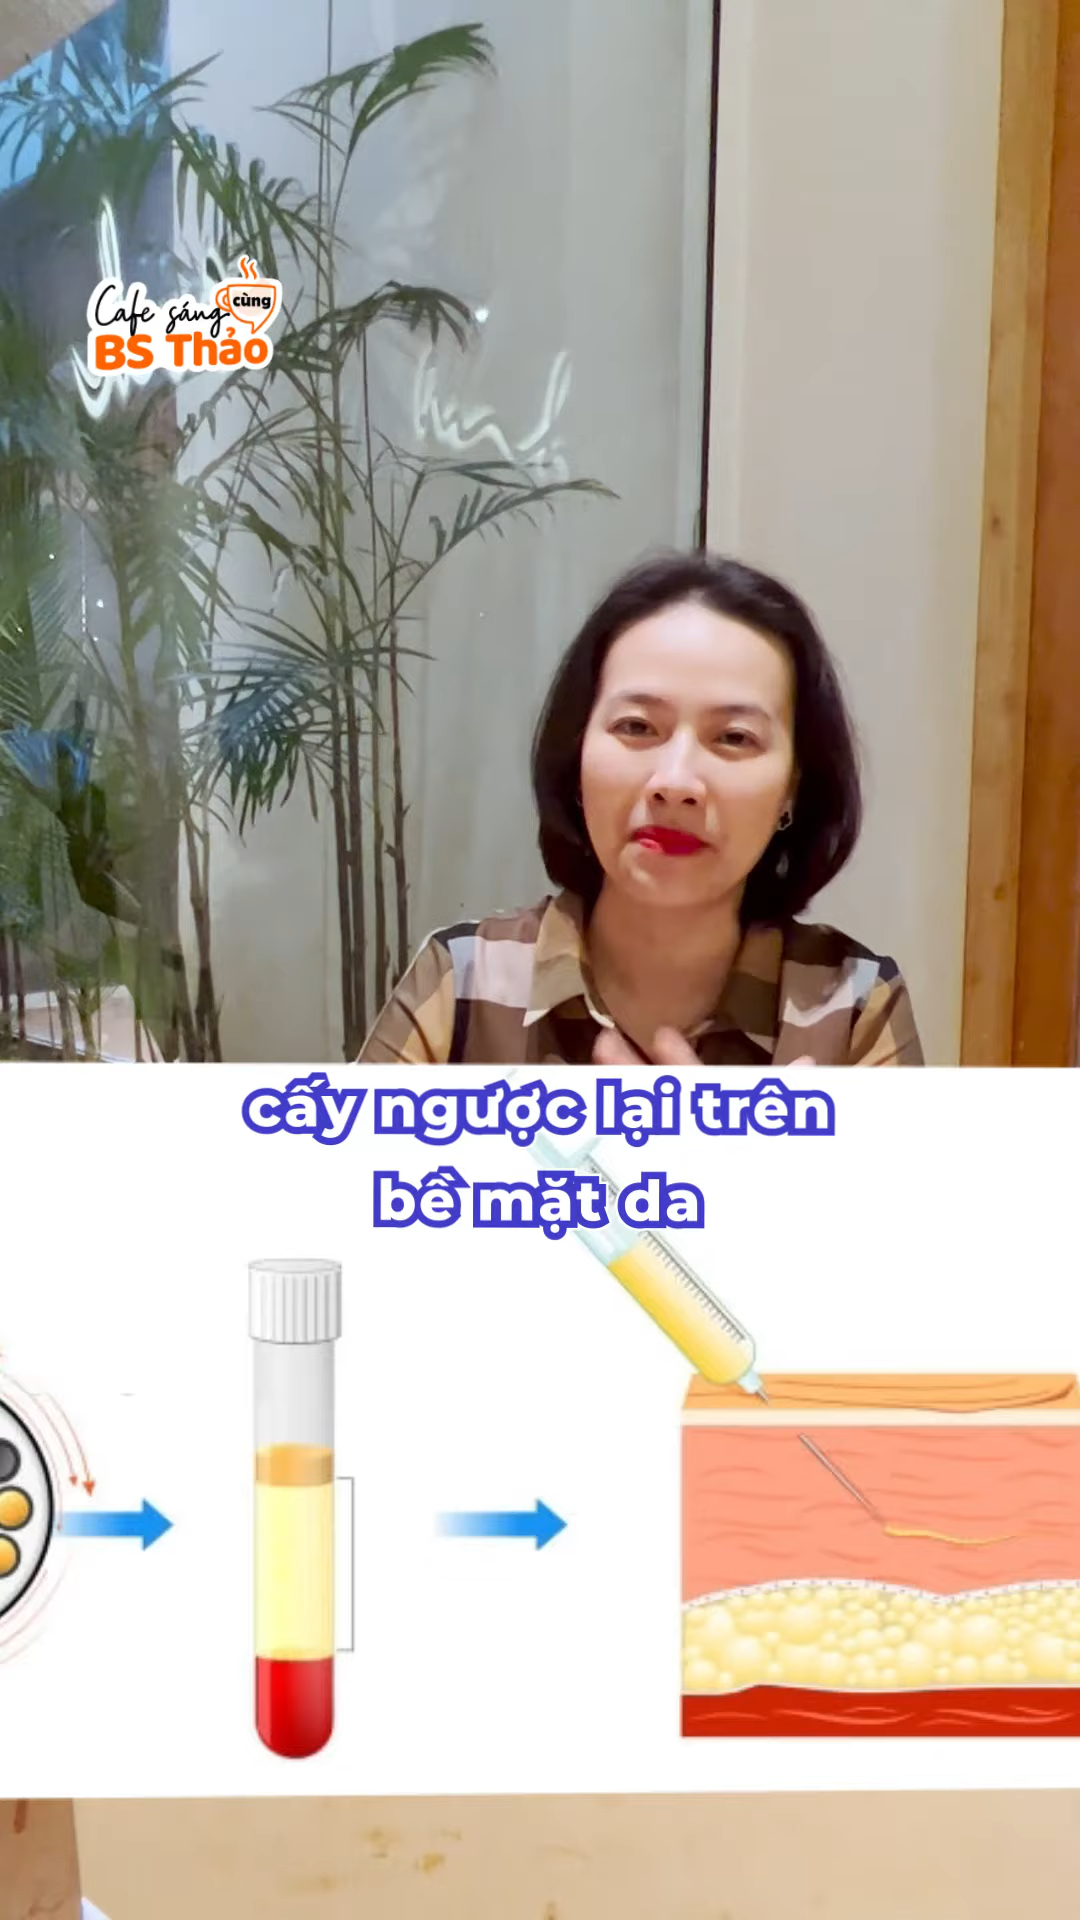 Cafe sáng cùng
BS Thảo
cấy ngược lại trên
bề mặt da